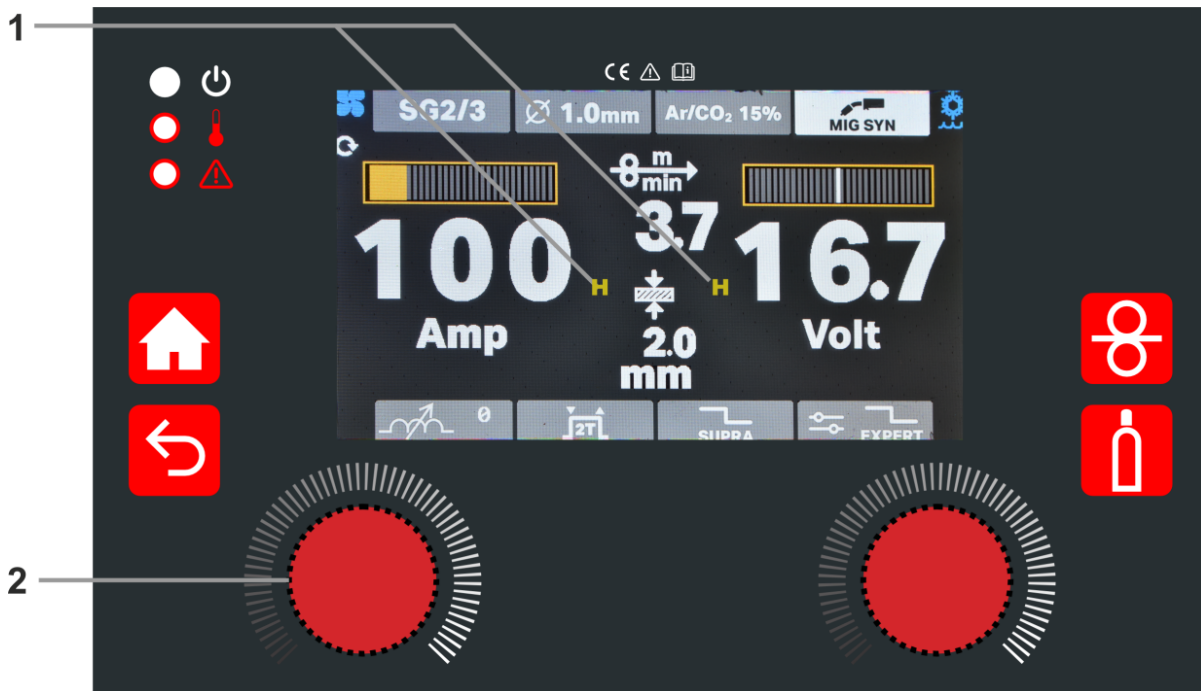 1
CE
SG2/3
Ø 1.0mm
Ar/CO₂ 15%
MIG SYN
m
min
3.7
100
H
H
16.7
Amp
2.0
mm
Volt
0
2T
SUPRA
EXPERT
2